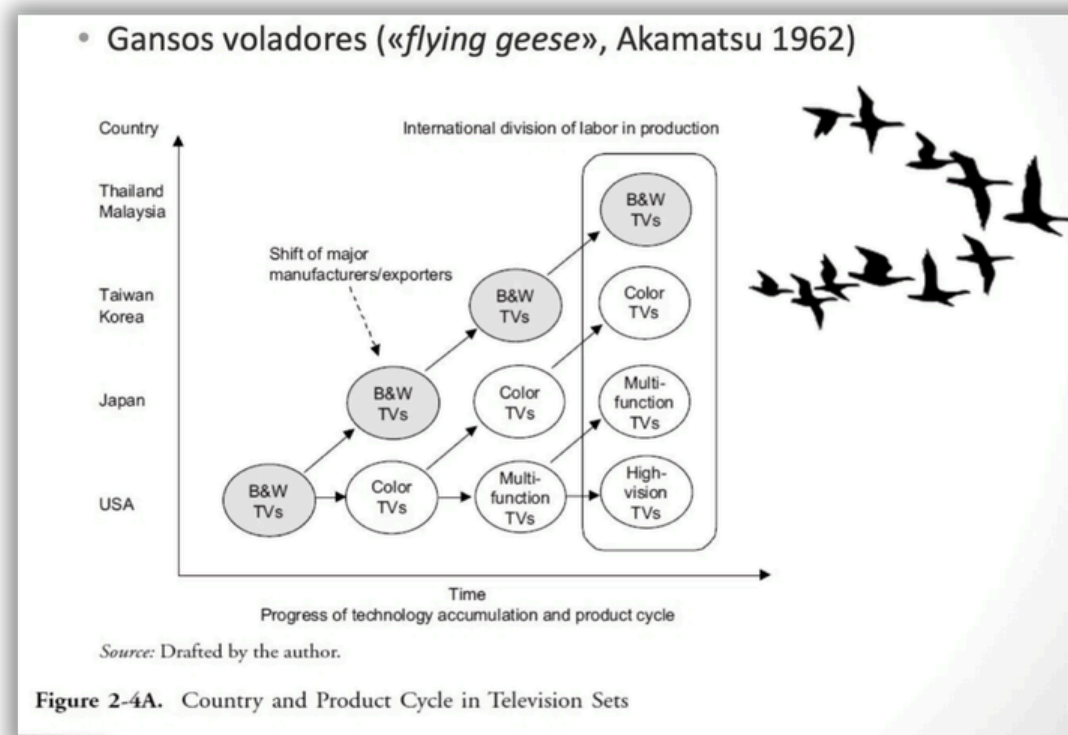 • Gansos voladores («flying geese», Akamatsu 1962)
Country
International division of labor in production
Thailand
Malaysia
B&W
TVs
Shift of major
manufacturers/exporters
Taiwan
Korea
B&W
TVs
Color
TVs
Japan
B&W
TVs
Color
TVs
Multi-
function
TVs
USA
B&W
TVs
Color
TVs
Multi-
function
TVs
High-
vision
TVs
Time
Progress of technology accumulation and product cycle
Source: Drafted by the author.
Figure 2-4A. Country and Product Cycle in Television Sets